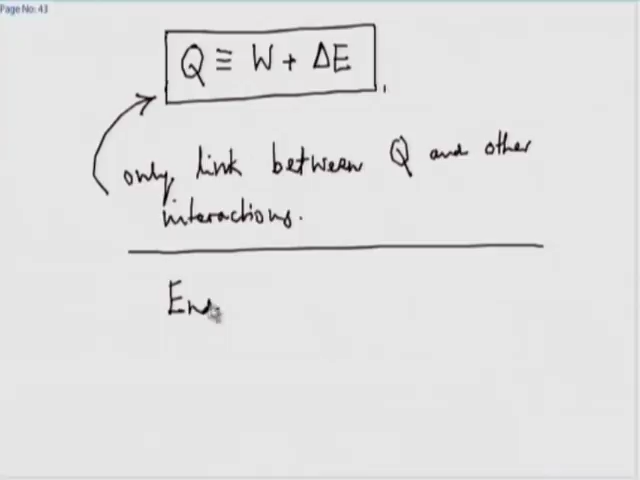 Page No: 43
Q ≡ W + ΔE
only link between Q and other
interactions.
En